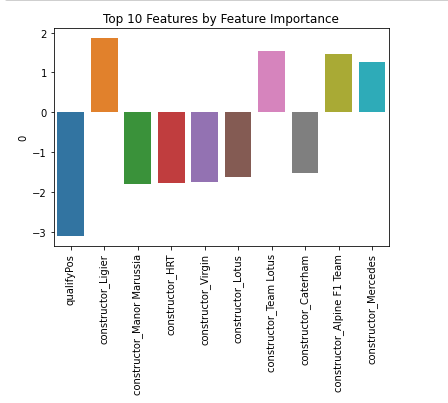 Top 10 Features by Feature Importance
2
1
0
−1
−2
−3
0
qualifyPos
constructor_Ligier
constructor_Manor Marussia
constructor_HRT
constructor_Virgin
constructor_Lotus
constructor_Team Lotus
constructor_Caterham
constructor_Alpine F1 Team
constructor_Mercedes